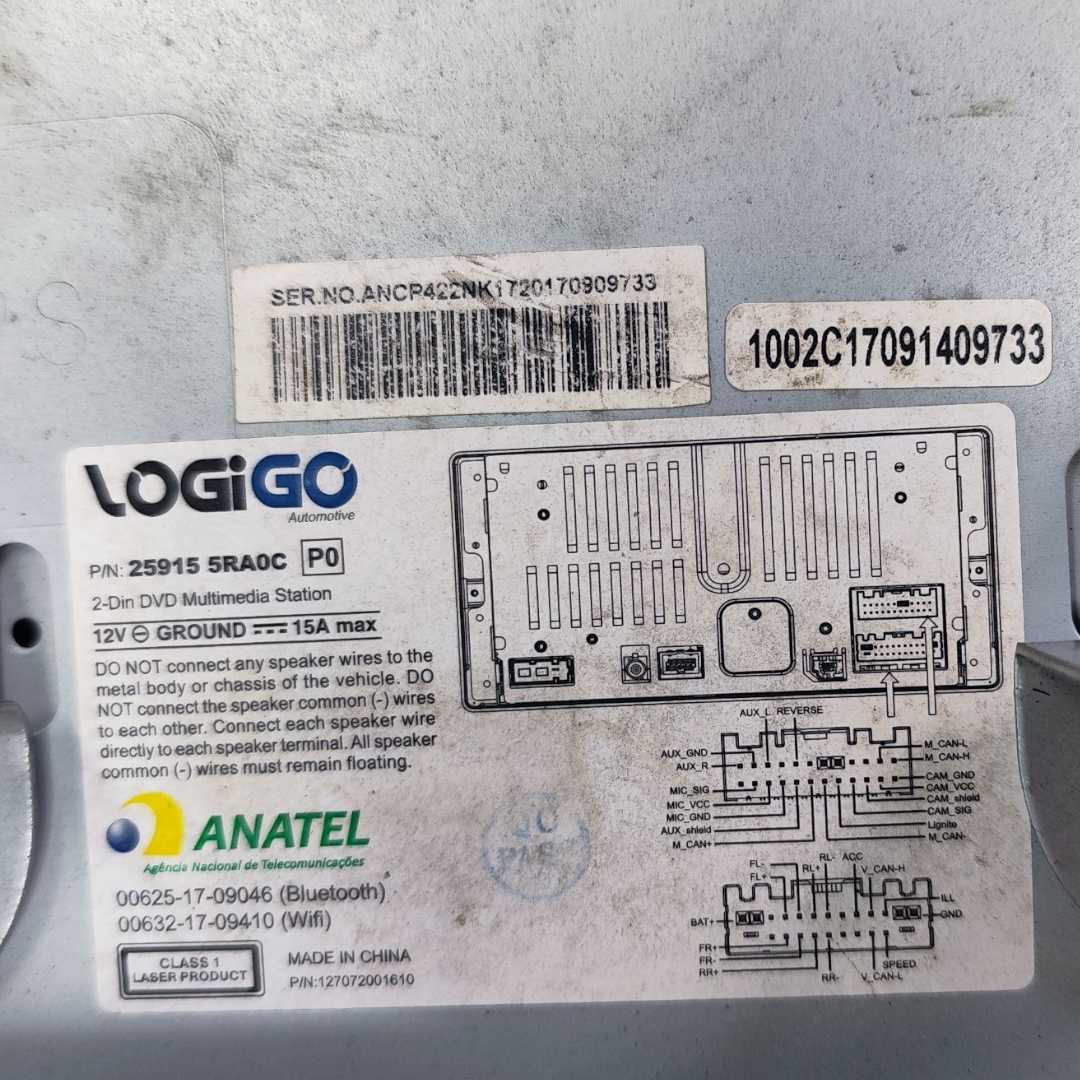 SER.NO.ANCP422NK1720170909733
1002C17091409733
LOGiGO
Automotive
P/N: 25915 5RA0C P0
2-Din DVD Multimedia Station
12V ⊖ GROUND ⎓ 15A max
DO NOT connect any speaker wires to the
metal body or chassis of the vehicle. DO
NOT connect the speaker common (-) wires
to each other. Connect each speaker wire
directly to each speaker terminal. All speaker
common (-) wires must remain floating.
ANATEL
Agência Nacional de Telecomunicações
00625-17-09046 (Bluetooth)
00632-17-09410 (Wifi)
CLASS 1
LASER PRODUCT
MADE IN CHINA
P/N:127072001610
AUX_L REVERSE
AUX_GND
AUX_R
MIC_SIG
MIC_VCC
MIC_GND
AUX_shield
M_CAN+
M_CAN-L
M_CAN-H
CAM_GND
CAM_VCC
CAM_shield
CAM_SIG
Lignite
M_CAN-
FL-
FL+
RL+
RL-
ACC
V_CAN-H
ILL
GND
BAT+
FR+
FR-
RR+
RR-
V_CAN-L
SPEED